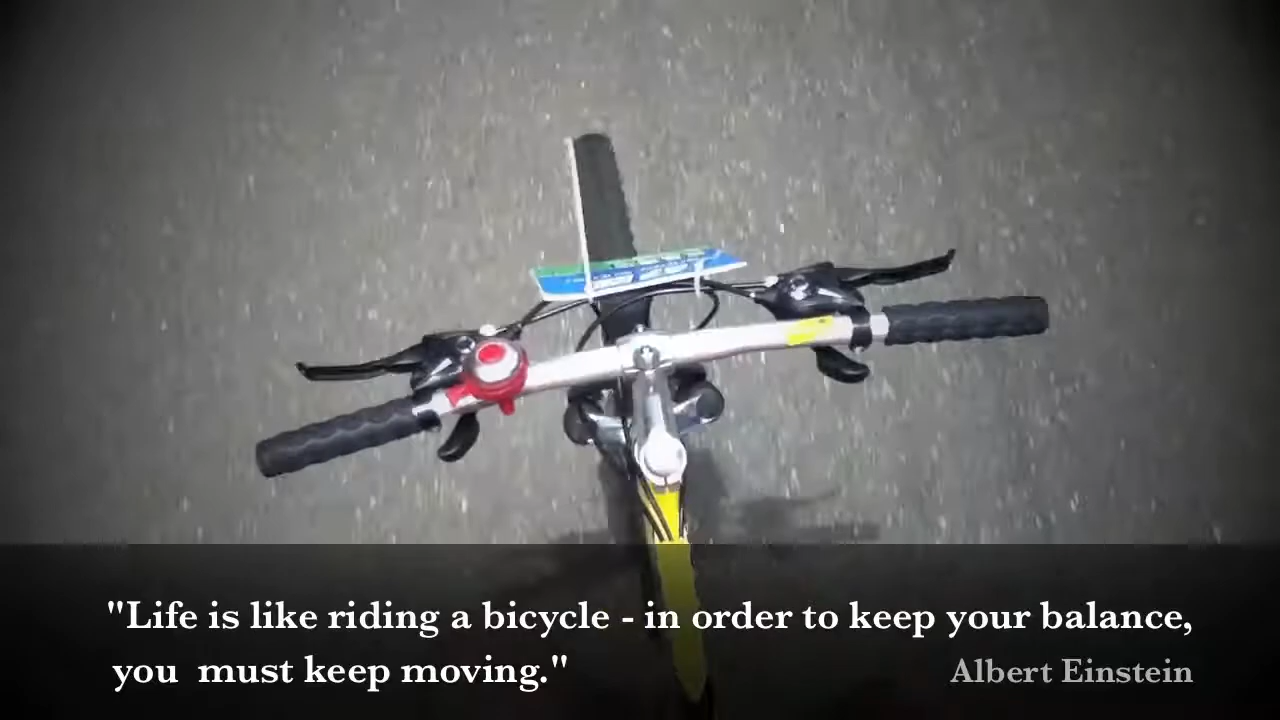 "Life is like riding a bicycle - in order to keep your balance,
you must keep moving."
Albert Einstein